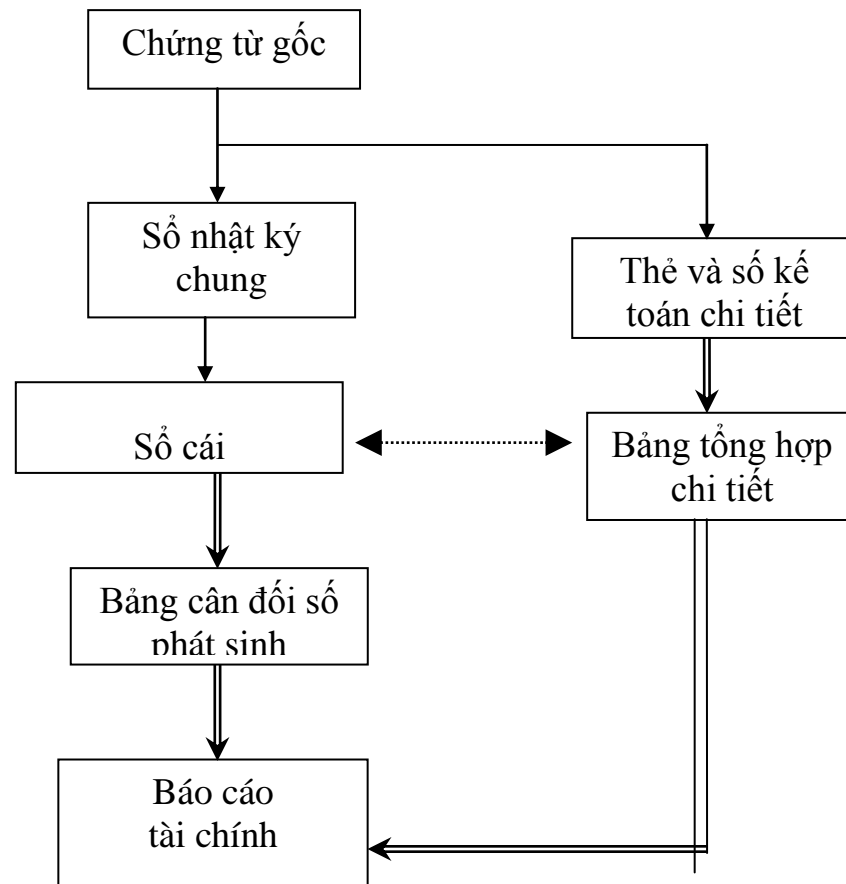 Chứng từ gốc
Sổ nhật ký
chung
Thẻ và số kế
toán chi tiết
Sổ cái
Bảng tổng hợp
chi tiết
Bảng cân đối số
phát sinh
Báo cáo
tài chính